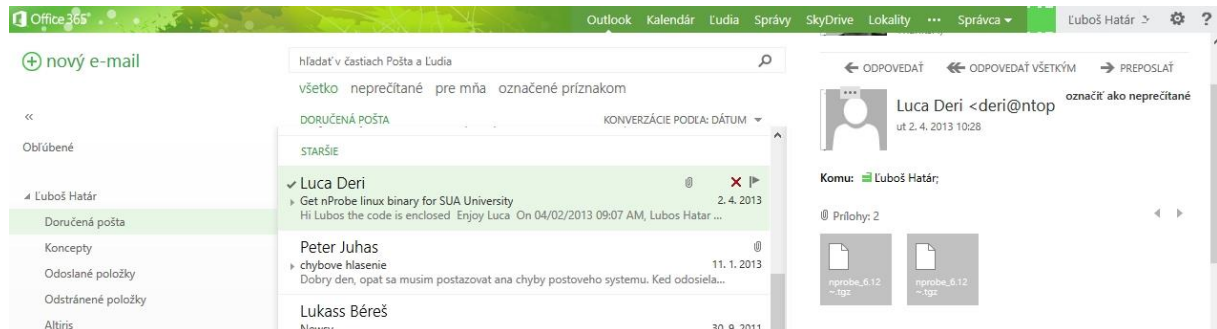 Office 365 Outlook Kalendár Ľudia Správy SkyDrive Lokality ••• Správca Ľuboš Határ ?
nový e-mail
hľadať v častiach Pošta a Ľudia
všetko neprečítané pre mňa označené príznakom
DORUČENÁ POŠTA KONVERZÁCIE PODĽA: DÁTUM
STARŠIE
Luca Deri
Get nProbe linux binary for SUA University 2. 4. 2013
Hi Lubos the code is enclosed Enjoy Luca On 04/02/2013 09:07 AM, Lubos Hatar ...
Peter Juhas
chybove hlasenie 11. 1. 2013
Dobry den, opat sa musim postazovat ana chyby postoveho systemu. Ked odosiela...
Lukass Béreš
30. 9. 2011
«
Obľúbené
Ľuboš Határ
Doručená pošta
Koncepty
Odoslané položky
Odstránené položky
Altiris
ODPOVEDAŤ ODPOVEDAŤ VŠETKÝM PREPOSLAŤ
označiť ako neprečítané
Luca Deri <deri@ntop
ut 2. 4. 2013 10:28
Komu: Ľuboš Határ;
Prílohy: 2
nprobe_6.12 nprobe_6.12
~.tgz ~.tgz